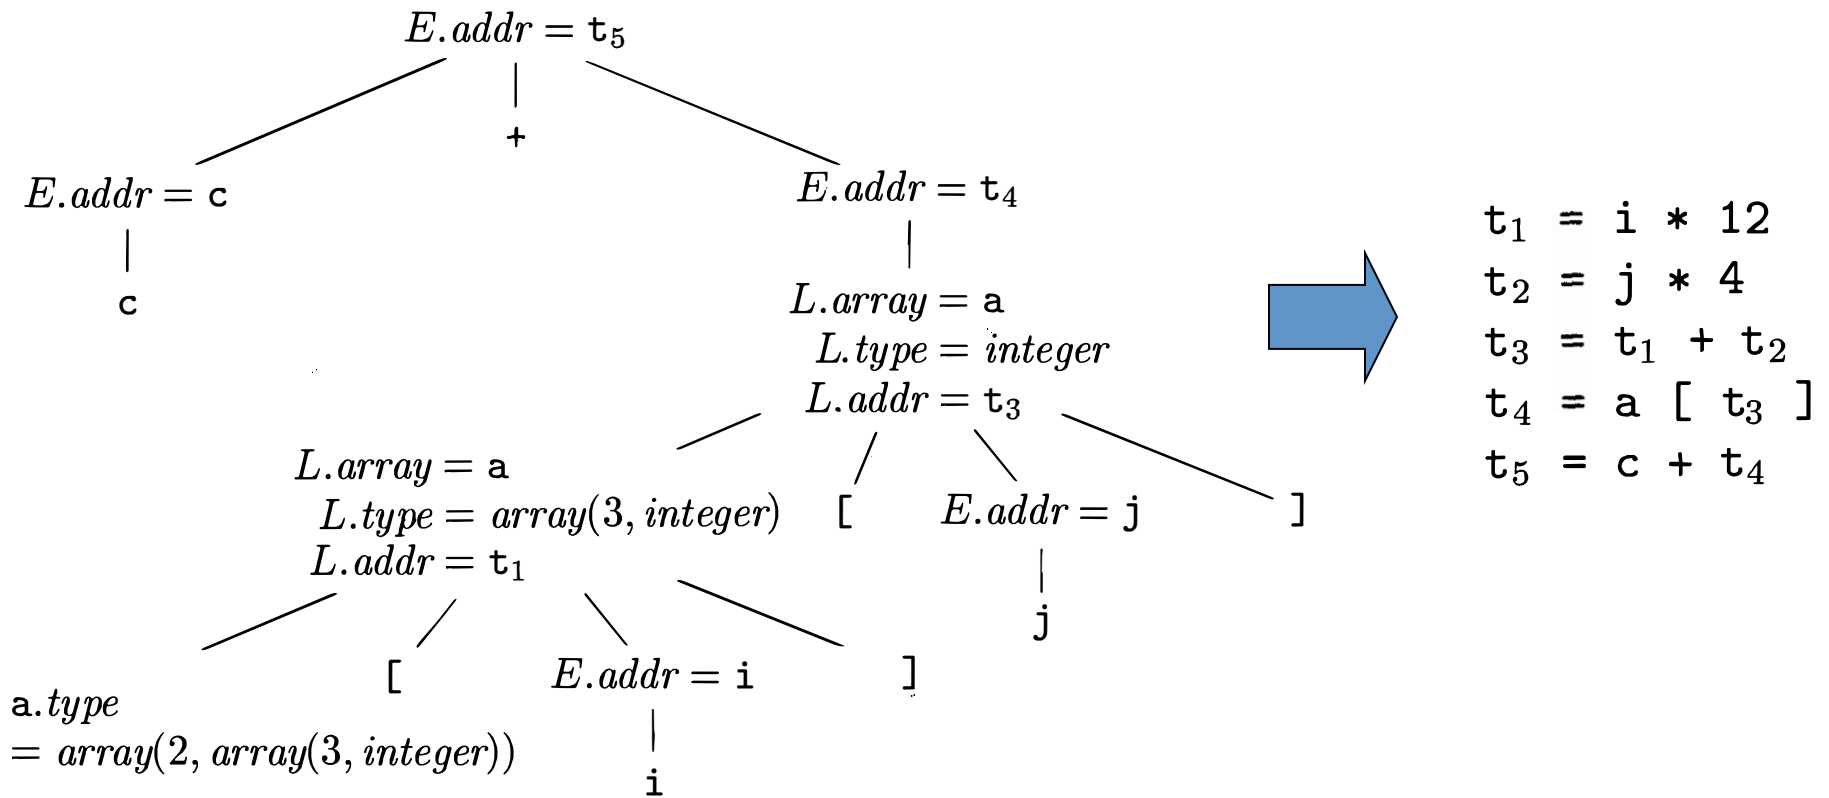 E.addr = t₅
+
E.addr = c
E.addr = t₄
c
L.array = a
L.type = integer
L.addr = t₃
L.array = a
L.type = array(3, integer)
L.addr = t₁
[
E.addr = j
]
j
a.type
= array(2, array(3, integer))
[
E.addr = i
]
i
t₁ = i * 12
t₂ = j * 4
t₃ = t₁ + t₂
t₄ = a [ t₃ ]
t₅ = c + t₄